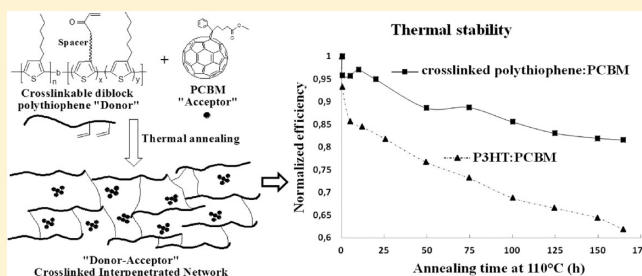 Spacer
O
O
S
S
S
n
b
x
y
Crosslinkable diblock
polythiophene "Donor"
+
PCBM
"Acceptor"
Thermal annealing
"Donor-Acceptor"
Crosslinked Interpenetrated Network
Thermal stability
Normalized efficiency
1
0,95
0,9
0,85
0,8
0,75
0,7
0,65
0,6
crosslinked polythiophene:PCBM
P3HT:PCBM
0 25 50 75 100 125 150 175
Annealing time at 110°C (h)